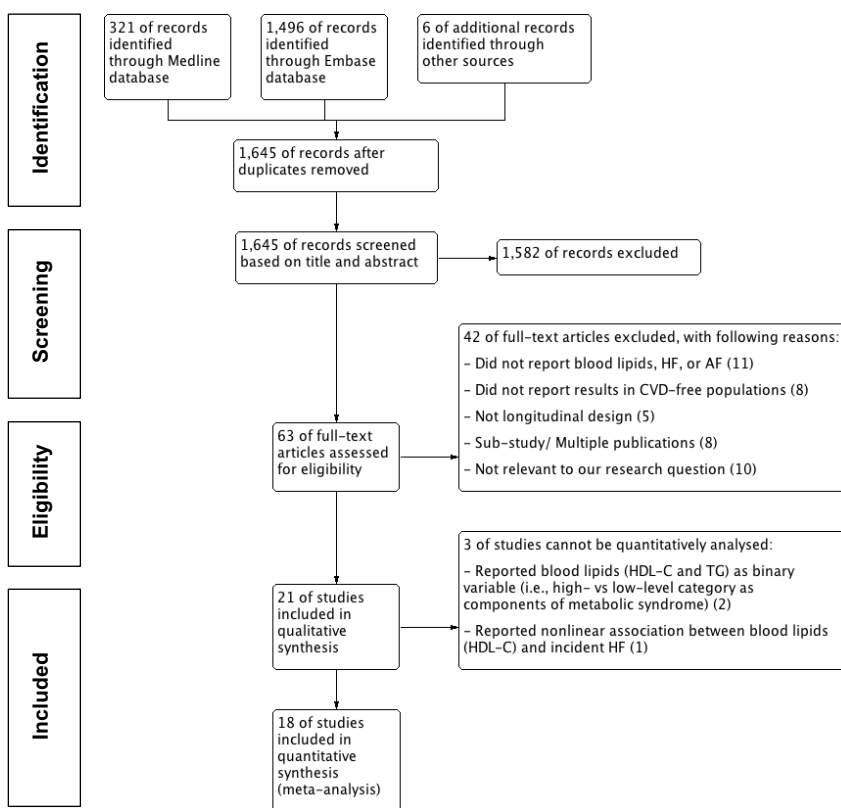 Identification
321 of records
identified
through Medline
database
1,496 of records
identified
through Embase
database
6 of additional records
identified through
other sources
1,645 of records after
duplicates removed
Screening
1,645 of records screened
based on title and abstract
1,582 of records excluded
42 of full-text articles excluded, with following reasons:
– Did not report blood lipids, HF, or AF (11)
– Did not report results in CVD-free populations (8)
– Not longitudinal design (5)
– Sub-study/ Multiple publications (8)
– Not relevant to our research question (10)
Eligibility
63 of full-text
articles assessed
for eligibility
3 of studies cannot be quantitatively analysed:
– Reported blood lipids (HDL-C and TG) as binary
variable (i.e., high- vs low-level category as
components of metabolic syndrome) (2)
– Reported nonlinear association between blood lipids
(HDL-C) and incident HF (1)
Included
21 of studies
included in
qualitative
synthesis
18 of studies
included in
quantitative
synthesis
(meta-analysis)